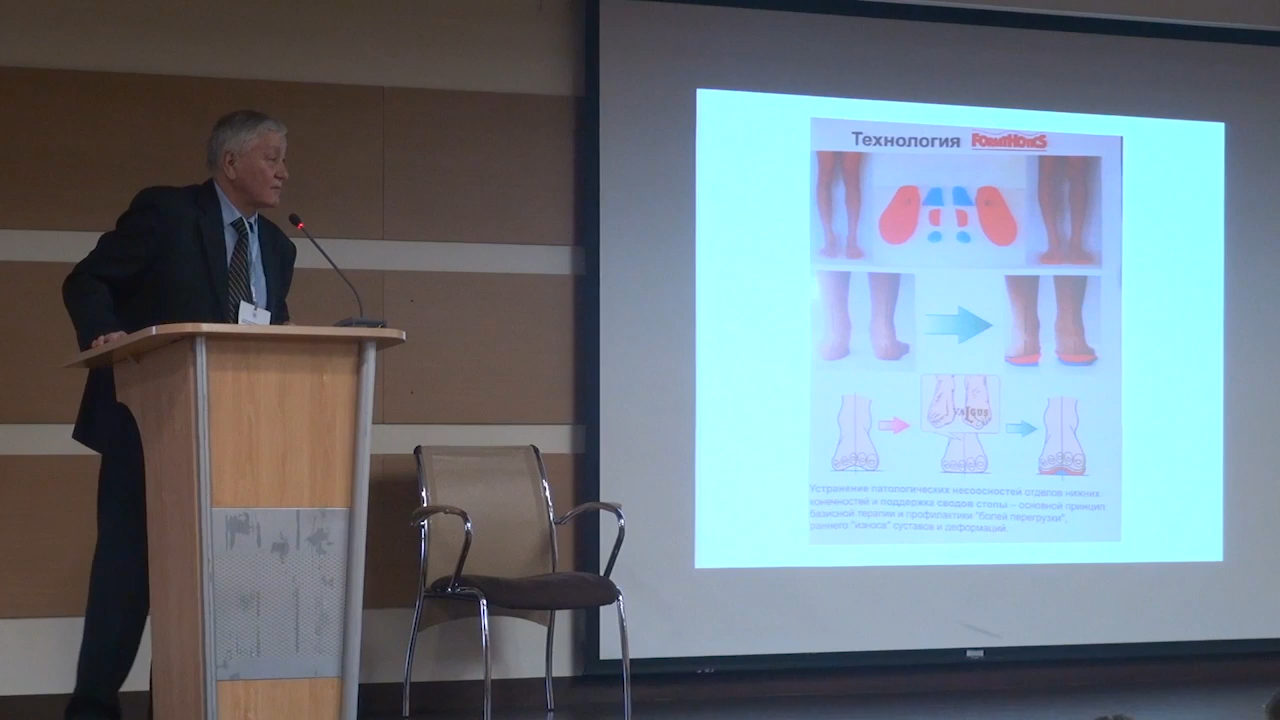 Технология FORMTHOTICS
VALGUS
Устранение патологических несоосностей отделов нижних
конечностей и поддержка сводов стопы – основной принцип
базисной терапии и профилактики "болей перегрузки",
раннего "износа" суставов и деформаций.